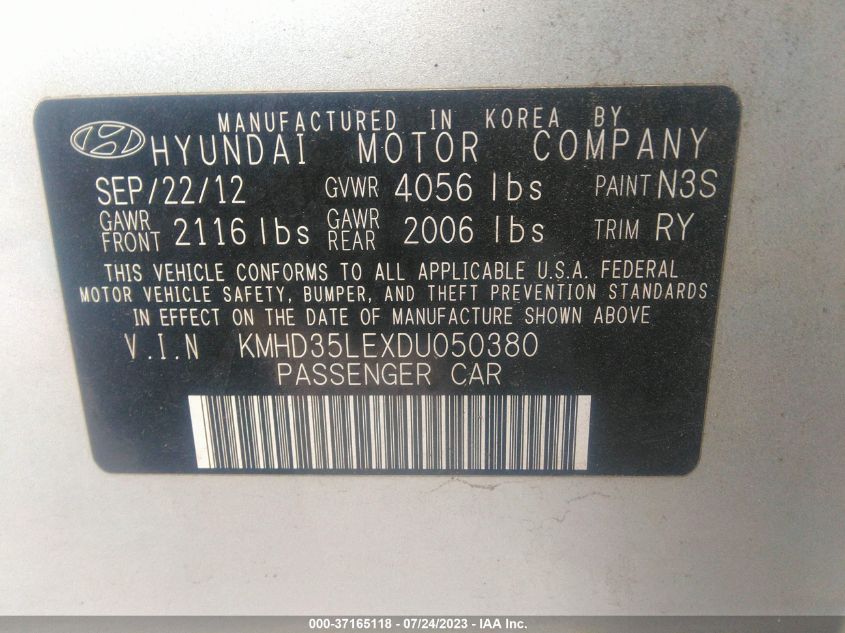 MANUFACTURED IN KOREA BY
HYUNDAI MOTOR COMPANY
SEP/22/12 GVWR 4056 lbs PAINT N3S
GAWR FRONT 2116 lbs GAWR REAR 2006 lbs TRIM RY
THIS VEHICLE CONFORMS TO ALL APPLICABLE U.S.A. FEDERAL
MOTOR VEHICLE SAFETY, BUMPER, AND THEFT PREVENTION STANDARDS
IN EFFECT ON THE DATE OF MANUFACTURE SHOWN ABOVE.
V.I.N KMHD35LEXDU050380
PASSENGER CAR
000-37165118 - 07/24/2023 - IAA Inc.